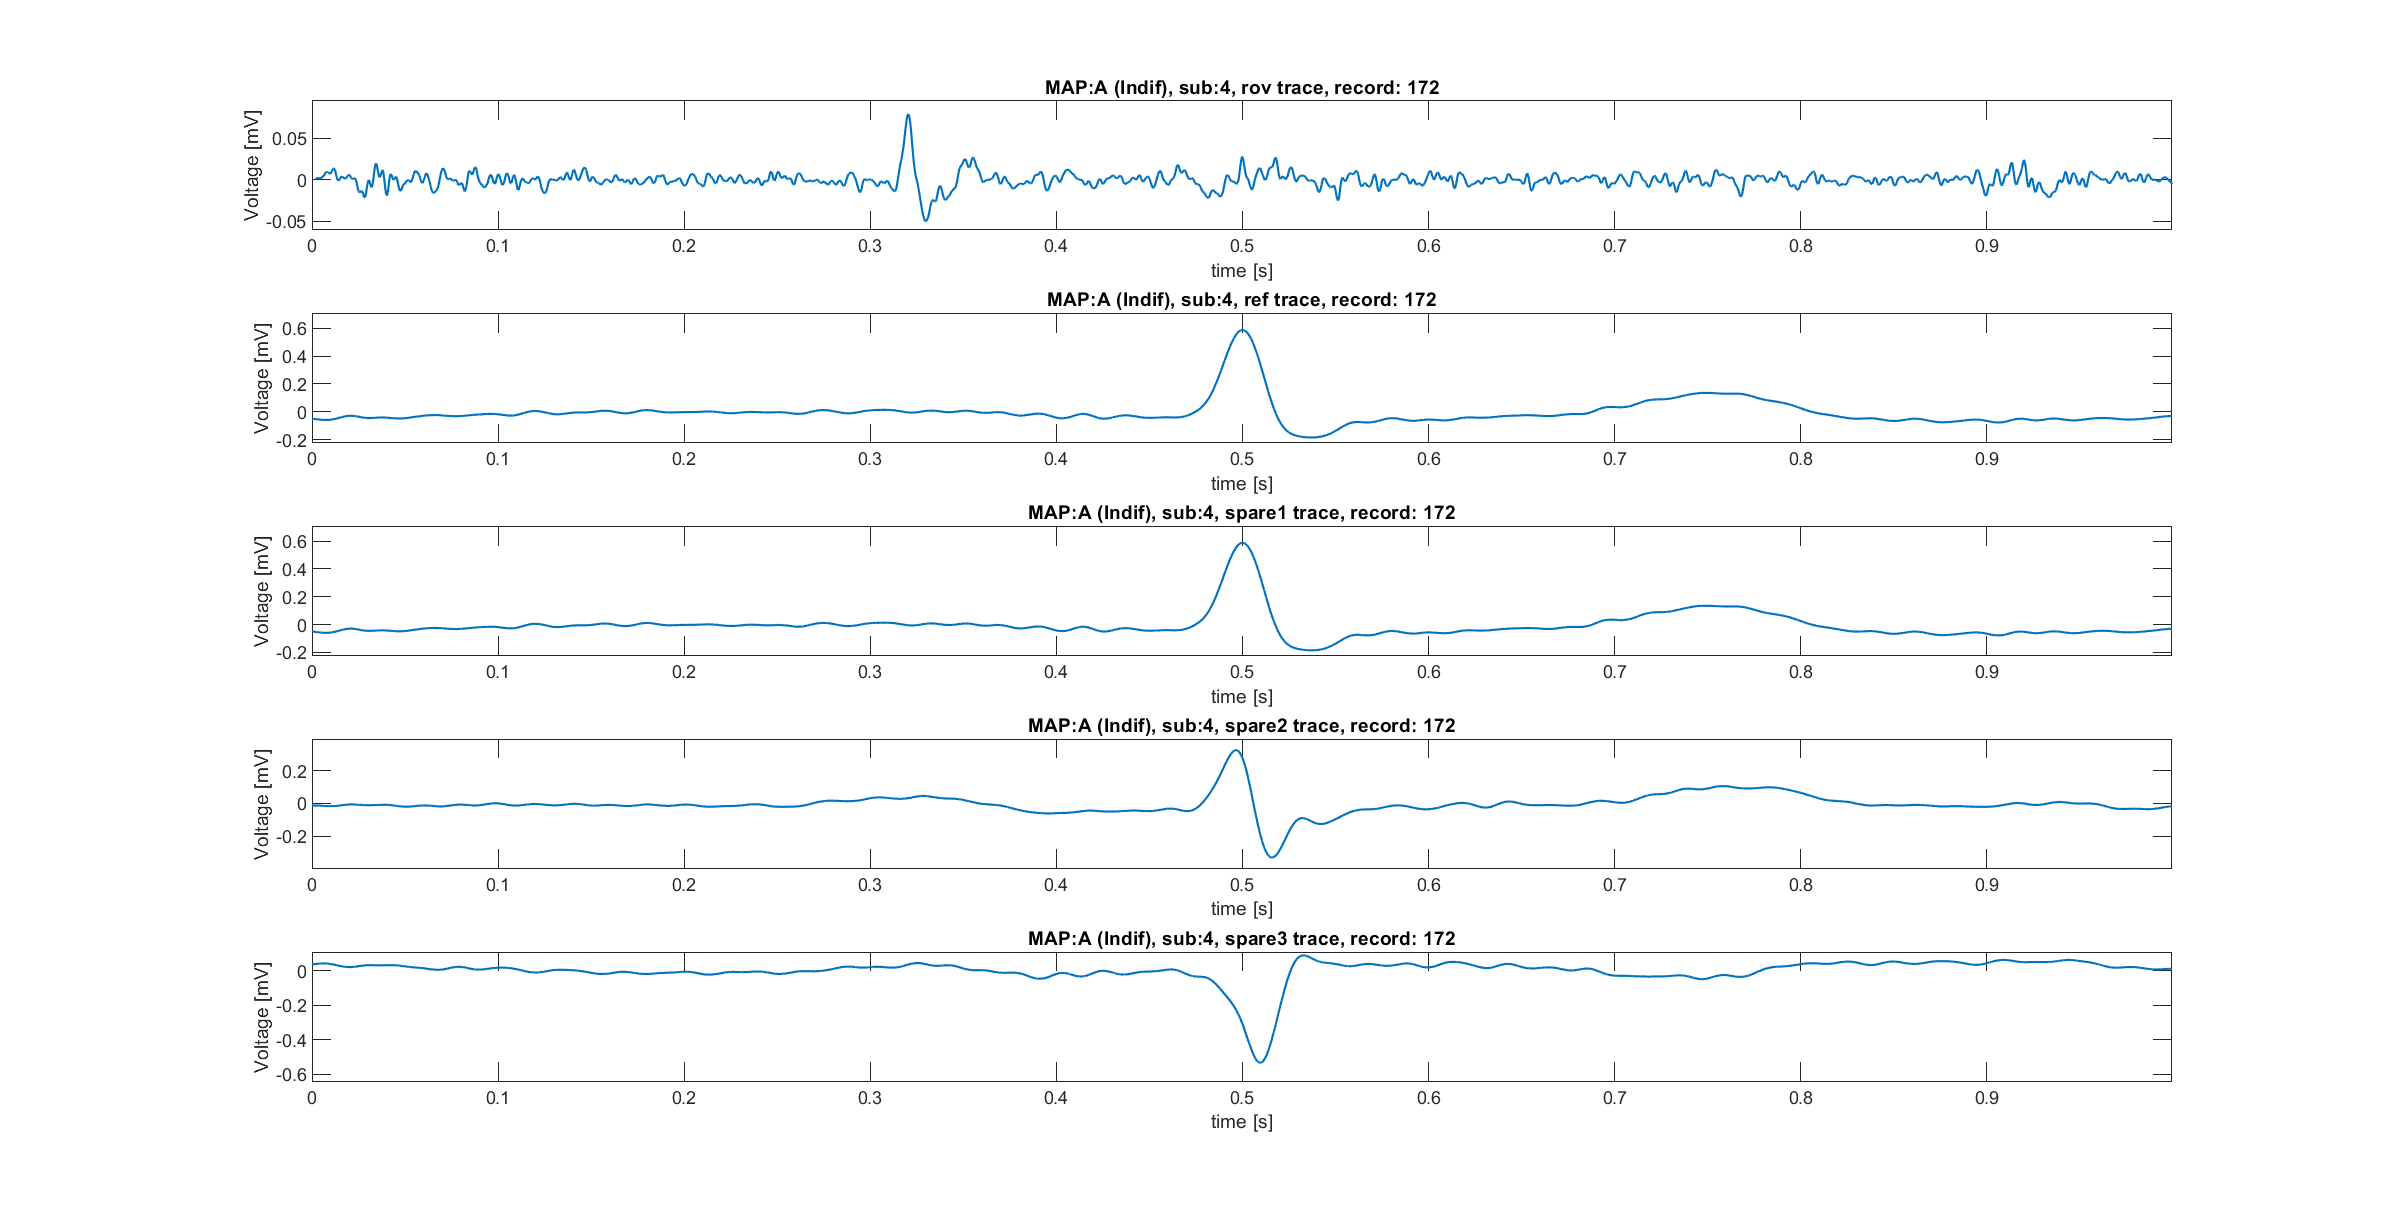 MAP:A (Indif), sub:4, rov trace, record: 172
Voltage [mV]
0.05
0
-0.05
0 0.1 0.2 0.3 0.4 0.5 0.6 0.7 0.8 0.9
time [s]
MAP:A (Indif), sub:4, ref trace, record: 172
Voltage [mV]
0.6
0.4
0.2
0
-0.2
0 0.1 0.2 0.3 0.4 0.5 0.6 0.7 0.8 0.9
time [s]
MAP:A (Indif), sub:4, spare1 trace, record: 172
Voltage [mV]
0.6
0.4
0.2
0
-0.2
0 0.1 0.2 0.3 0.4 0.5 0.6 0.7 0.8 0.9
time [s]
MAP:A (Indif), sub:4, spare2 trace, record: 172
Voltage [mV]
0.2
0
-0.2
0 0.1 0.2 0.3 0.4 0.5 0.6 0.7 0.8 0.9
time [s]
MAP:A (Indif), sub:4, spare3 trace, record: 172
Voltage [mV]
0
-0.2
-0.4
-0.6
0 0.1 0.2 0.3 0.4 0.5 0.6 0.7 0.8 0.9
time [s]